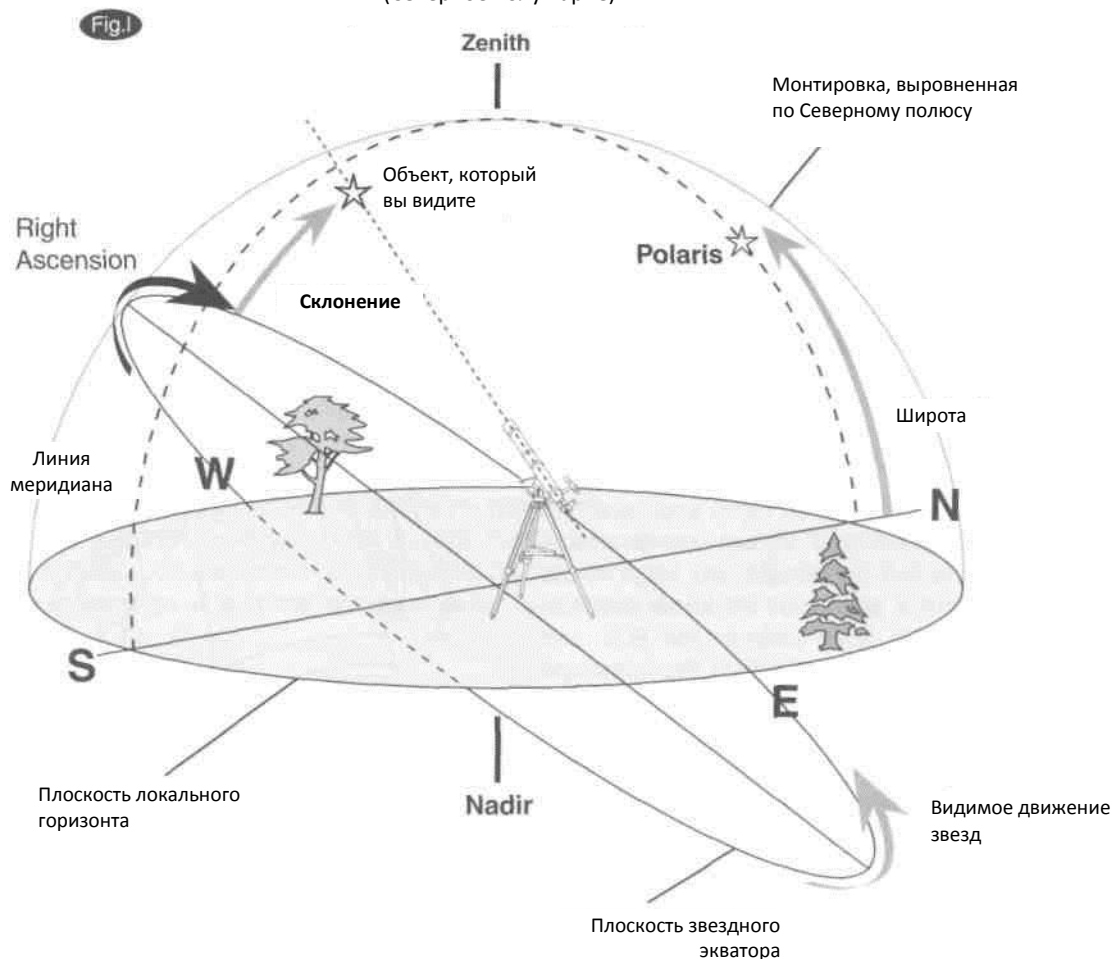 Fig.I
Zenith
Монтировка, выровненная
по Северному полюсу
Объект, который
вы видите
Right
Ascension
Polaris
Склонение
Широта
Линия
меридиана
W
N
S
E
Nadir
Плоскость локального
горизонта
Видимое движение
звезд
Плоскость звездного
экватора